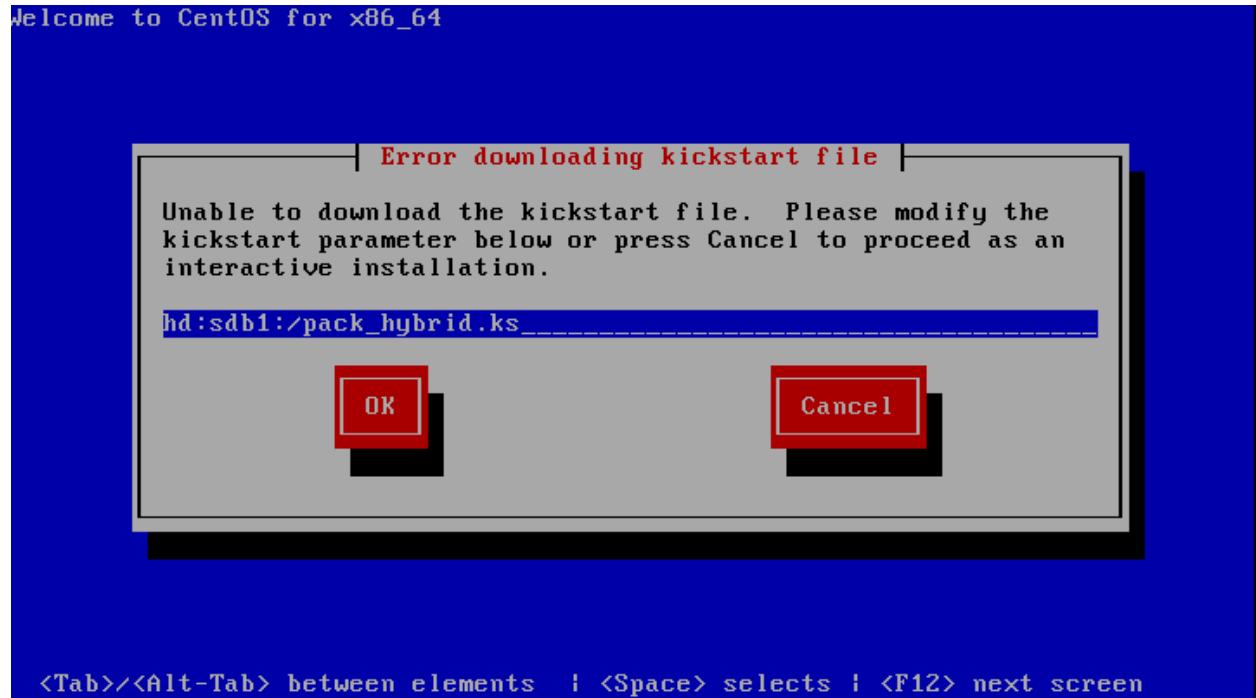 Welcome to CentOS for x86_64
Error downloading kickstart file
Unable to download the kickstart file.  Please modify the
kickstart parameter below or press Cancel to proceed as an
interactive installation.
hd:sdb1:/pack_hybrid.ks_____________________________________
OK
Cancel
<Tab>/<Alt-Tab> between elements  | <Space> selects | <F12> next screen